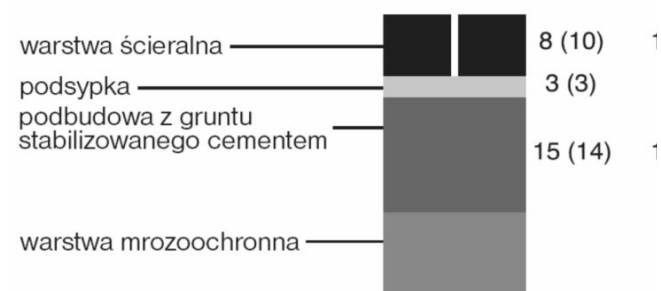 warstwa ścieralna 8 (10)
podsypka 3 (3)
podbudowa z gruntu
stabilizowanego cementem 15 (14)
warstwa mrozoochronna